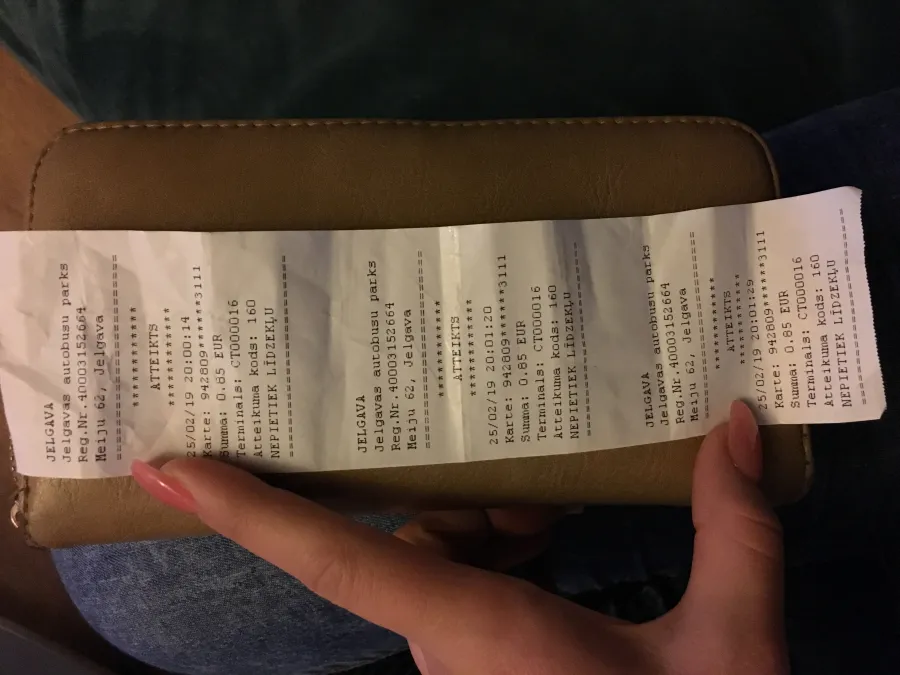 JELGAVA
Jelgavas autobusu parks
Reg.Nr.40003152664
Meiju 62, Jelgava
======================
***********
ATTEIKTS
***********
25/02/19 20:00:14
Karte: 942809*********3111
Summa: 0.85 EUR
Terminals: CT000016
Atteikuma kods: 160
NEPIETIEK LĪDZEKĻU
======================
JELGAVA
Jelgavas autobusu parks
Reg.Nr.40003152664
Meiju 62, Jelgava
======================
***********
ATTEIKTS
***********
25/02/19 20:01:20
Karte: 942809*********3111
Summa: 0.85 EUR
Terminals: CT000016
Atteikuma kods: 160
NEPIETIEK LĪDZEKĻU
======================
JELGAVA
Jelgavas autobusu parks
Reg.Nr.40003152664
Meiju 62, Jelgava
======================
***********
ATTEIKTS
***********
25/02/19 20:01:29
Karte: 942809*********3111
Summa: 0.85 EUR
Terminals: CT000016
Atteikuma kods: 160
NEPIETIEK LĪDZEKĻU
======================